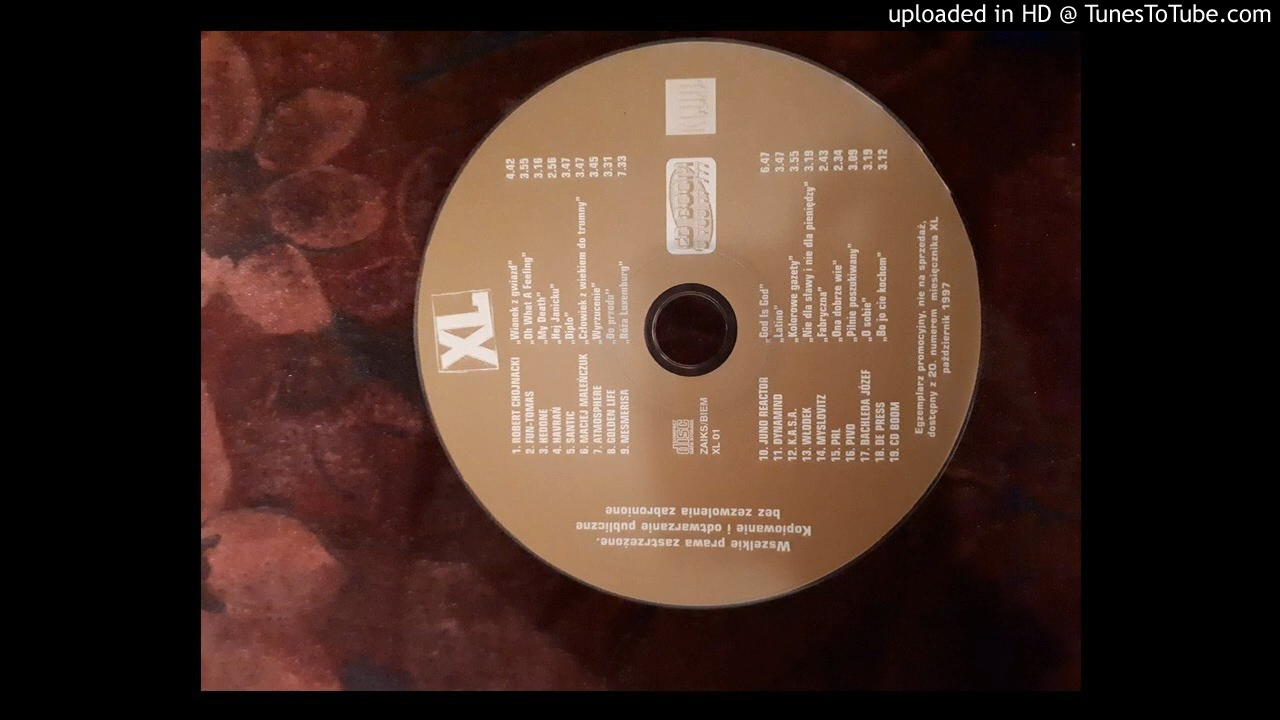 uploaded in HD @ TunesToTube.com
XL
1. ROBERT CHOJNACKI „Wianek z gwiazd" 4.42
2. FUN-TOMAS „Oh What A Feeling" 3.55
3. HEDONE „My Death" 3.16
4. HAVRAŃ „Hej Janicku" 2.56
5. SANTIC „Diplo" 3.47
6. MACIEJ MALEŃCZUK „Człowiek z wiekiem do trumny" 3.47
7. ATMOSPHERE „Wyrzucenie" 3.45
8. GOLDEN LIFE „Do przodu" 3.31
9. MESMERISA „Róża Luxemburg" 7.33
disc
ZAIKS/BIEM
XL 01
CD BOOM
10. JUNO REACTOR „God Is God" 6.47
11. DYNAMIND „Latino" 3.47
12. K.A.S.A. „Kolorowe gazety" 3.55
13. WŁODEK „Nie dla sławy i nie dla pieniędzy" 3.19
14. MYSLOVITZ „Fabryczna" 2.43
15. PRL „Ona dobrze wie" 2.34
16. PIVO „Pilnie poszukiwany" 3.09
17. BACHLEDA JÓZEF „O sobie" 3.19
18. DE PRESS „Bo jo cie kochom" 3.12
19. CD BOOM
Egzemplarz promocyjny, nie na sprzedaż,
dostępny z 20. numerem miesięcznika XL
październik 1997
Wszelkie prawa zastrzeżone.
Kopiowanie i odtwarzanie publiczne
bez zezwolenia zabronione